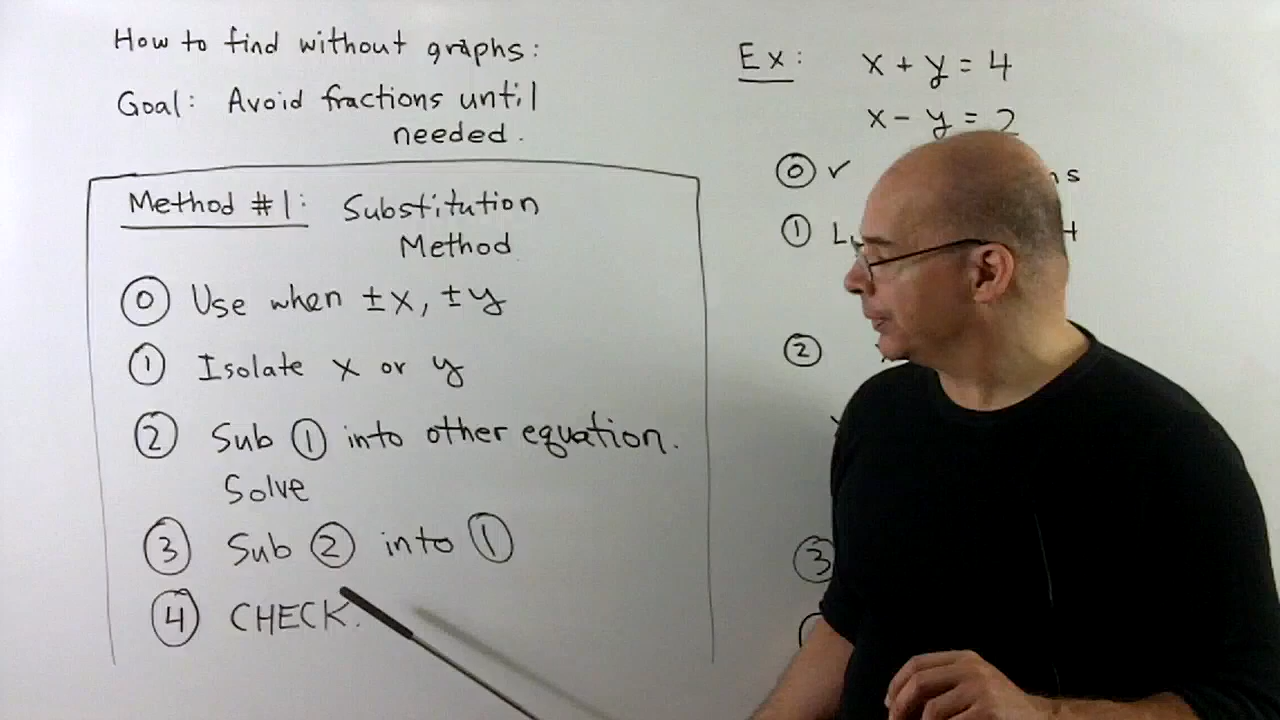 How to find without graphs:
Goal: Avoid fractions until
needed.
Method #1: Substitution
Method
⓪ Use when ±x, ±y
① Isolate x or y
② Sub ① into other equation.
Solve
③ Sub ② into ①
④ CHECK.
Ex: x + y = 4
x - y = 2
⓪ ✓
①
②
③